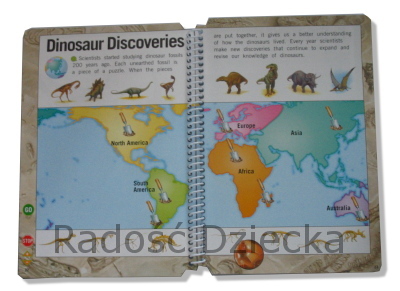 Dinosaur Discoveries
Scientists started studying dinosaur fossils
200 years ago. Each unearthed fossil is
a piece of a puzzle. When the pieces
are put together, it gives us a better understanding
of how the dinosaurs lived. Every year scientists
make new discoveries that continue to expand and
revise our knowledge of dinosaurs.
North America
South
America
Europe
Asia
Africa
Australia
GO
STOP
Radość Dziecka